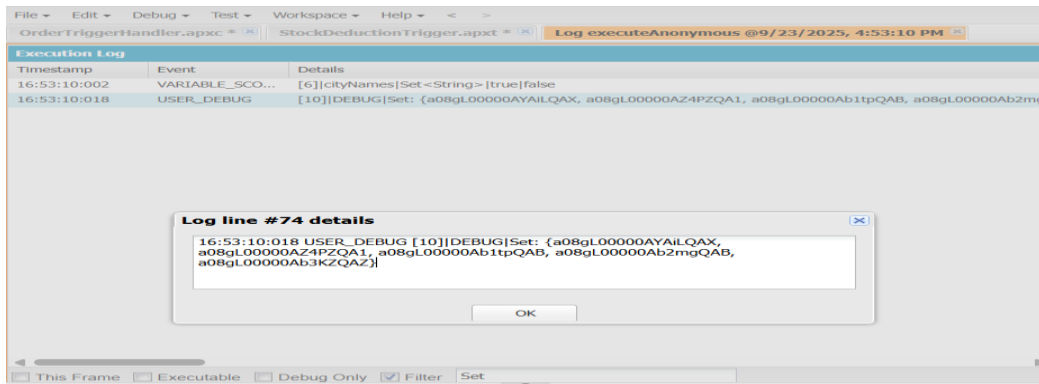 File Edit Debug Test Workspace Help < >
OrderTriggerHandler.apxc * StockDeductionTrigger.apxt * Log executeAnonymous @9/23/2025, 4:53:10 PM
Execution Log
Timestamp Event Details
16:53:10:002 VARIABLE_SCO... [6]|cityNames|Set<String>|true|false
16:53:10:018 USER_DEBUG [10]|DEBUG|Set: {a08gL00000AYAiLQAX, a08gL00000AZ4PZQA1, a08gL00000Ab1tpQAB, a08gL00000Ab2mg
Log line #74 details
16:53:10:018 USER_DEBUG [10]|DEBUG|Set: {a08gL00000AYAiLQAX,
a08gL00000AZ4PZQA1, a08gL00000Ab1tpQAB, a08gL00000Ab2mgQAB,
a08gL00000Ab3KZQAZ}
OK
This Frame Executable Debug Only Filter Set